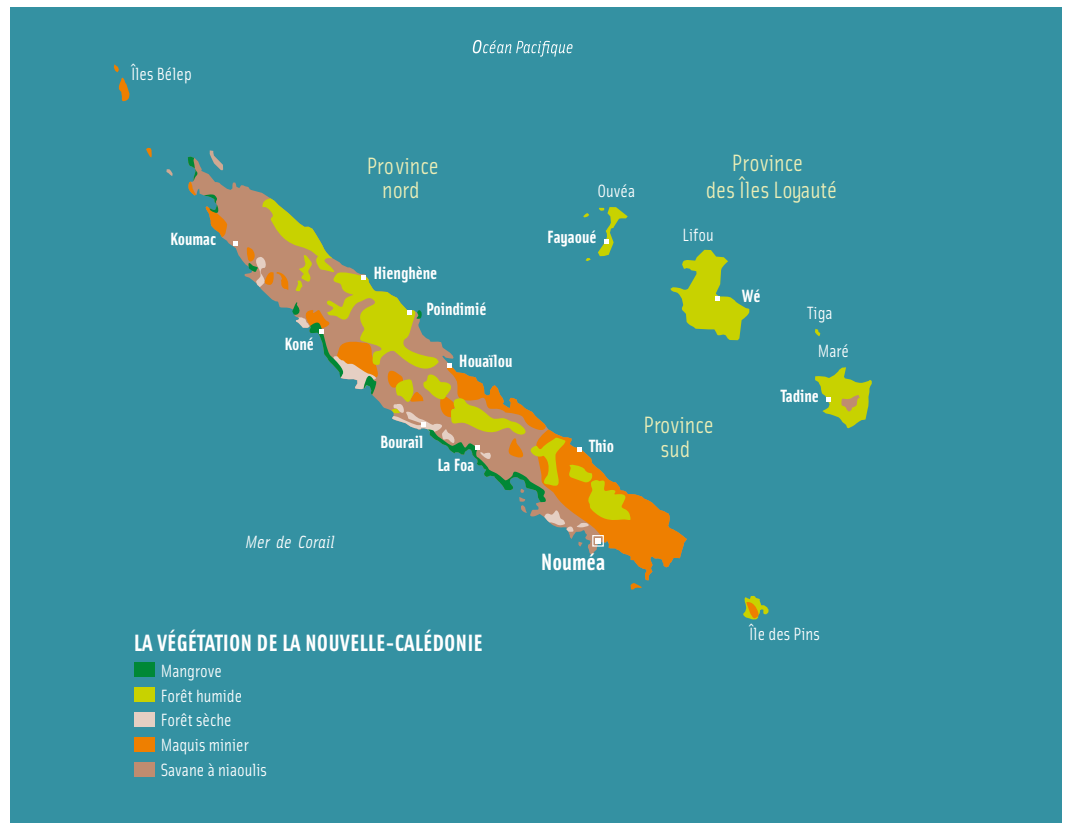 Océan Pacifique
Îles Bélep
Province
nord
Province
des Îles Loyauté
Ouvéa
Fayaoué
Lifou
Koumac
Hienghène
Wé
Poindimié
Tiga
Koné
Maré
Houaïlou
Tadine
Province
sud
Bourail
Thio
La Foa
Mer de Corail
Nouméa
Île des Pins
LA VÉGÉTATION DE LA NOUVELLE-CALÉDONIE
Mangrove
Forêt humide
Forêt sèche
Maquis minier
Savane à niaoulis